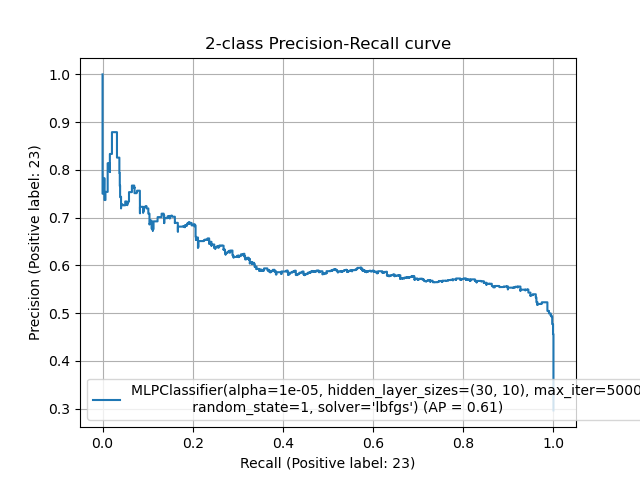 2-class Precision-Recall curve
1.0
0.9
0.8
0.7
0.6
0.5
0.4
0.3
Precision (Positive label: 23)
MLPClassifier(alpha=1e-05, hidden_layer_sizes=(30, 10), max_iter=5000
random_state=1, solver='lbfgs') (AP = 0.61)
0.0 0.2 0.4 0.6 0.8 1.0
Recall (Positive label: 23)